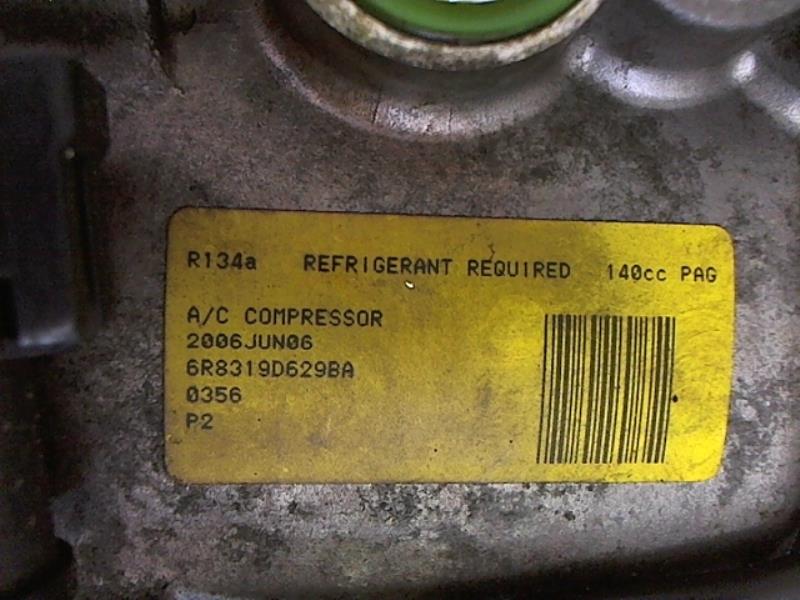 R134a REFRIGERANT REQUIRED 140cc PAG
A/C COMPRESSOR
2006JUN06
6R8319D629BA
0356
P2